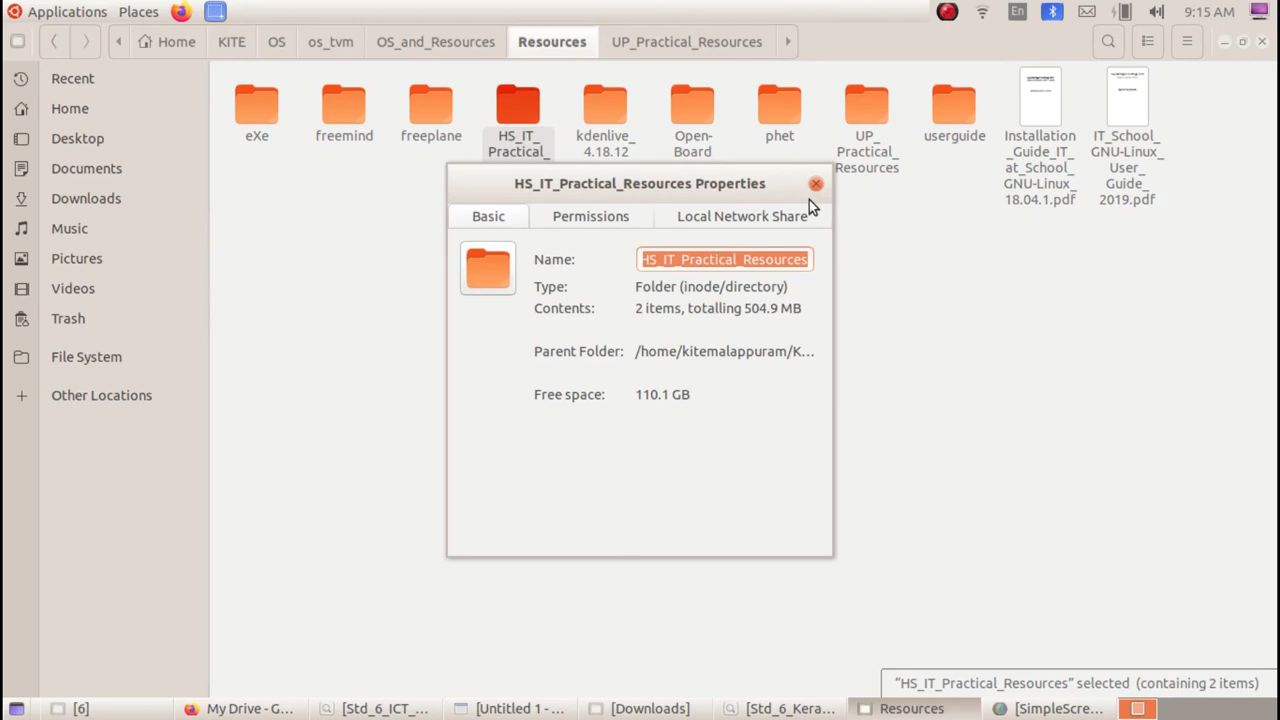 Applications Places En 9:15 AM
Home KITE OS os_tvm OS_and_Resources Resources UP_Practical_Resources
Recent
Home
Desktop
Documents
Downloads
Music
Pictures
Videos
Trash
File System
+ Other Locations
eXe
freemind
freeplane
HS_IT_
Practical_
kdenlive_
4.18.12
Open-
Board
phet
UP_
Practical_
Resources
userguide
Installation
_Guide_IT_
at_School_
GNU-Linux_
18.04.1.pdf
IT_School_
GNU-Linux_
User_
Guide_
2019.pdf
HS_IT_Practical_Resources Properties
Basic Permissions Local Network Share
Name: HS_IT_Practical_Resources
Type: Folder (inode/directory)
Contents: 2 items, totalling 504.9 MB
Parent Folder: /home/kitemalappuram/K…
Free space: 110.1 GB
“HS_IT_Practical_Resources” selected (containing 2 items)
[6] My Drive - G… [Std_6_ICT_… [Untitled 1 - … [Downloads] [Std_6_Kera… Resources [SimpleScre…